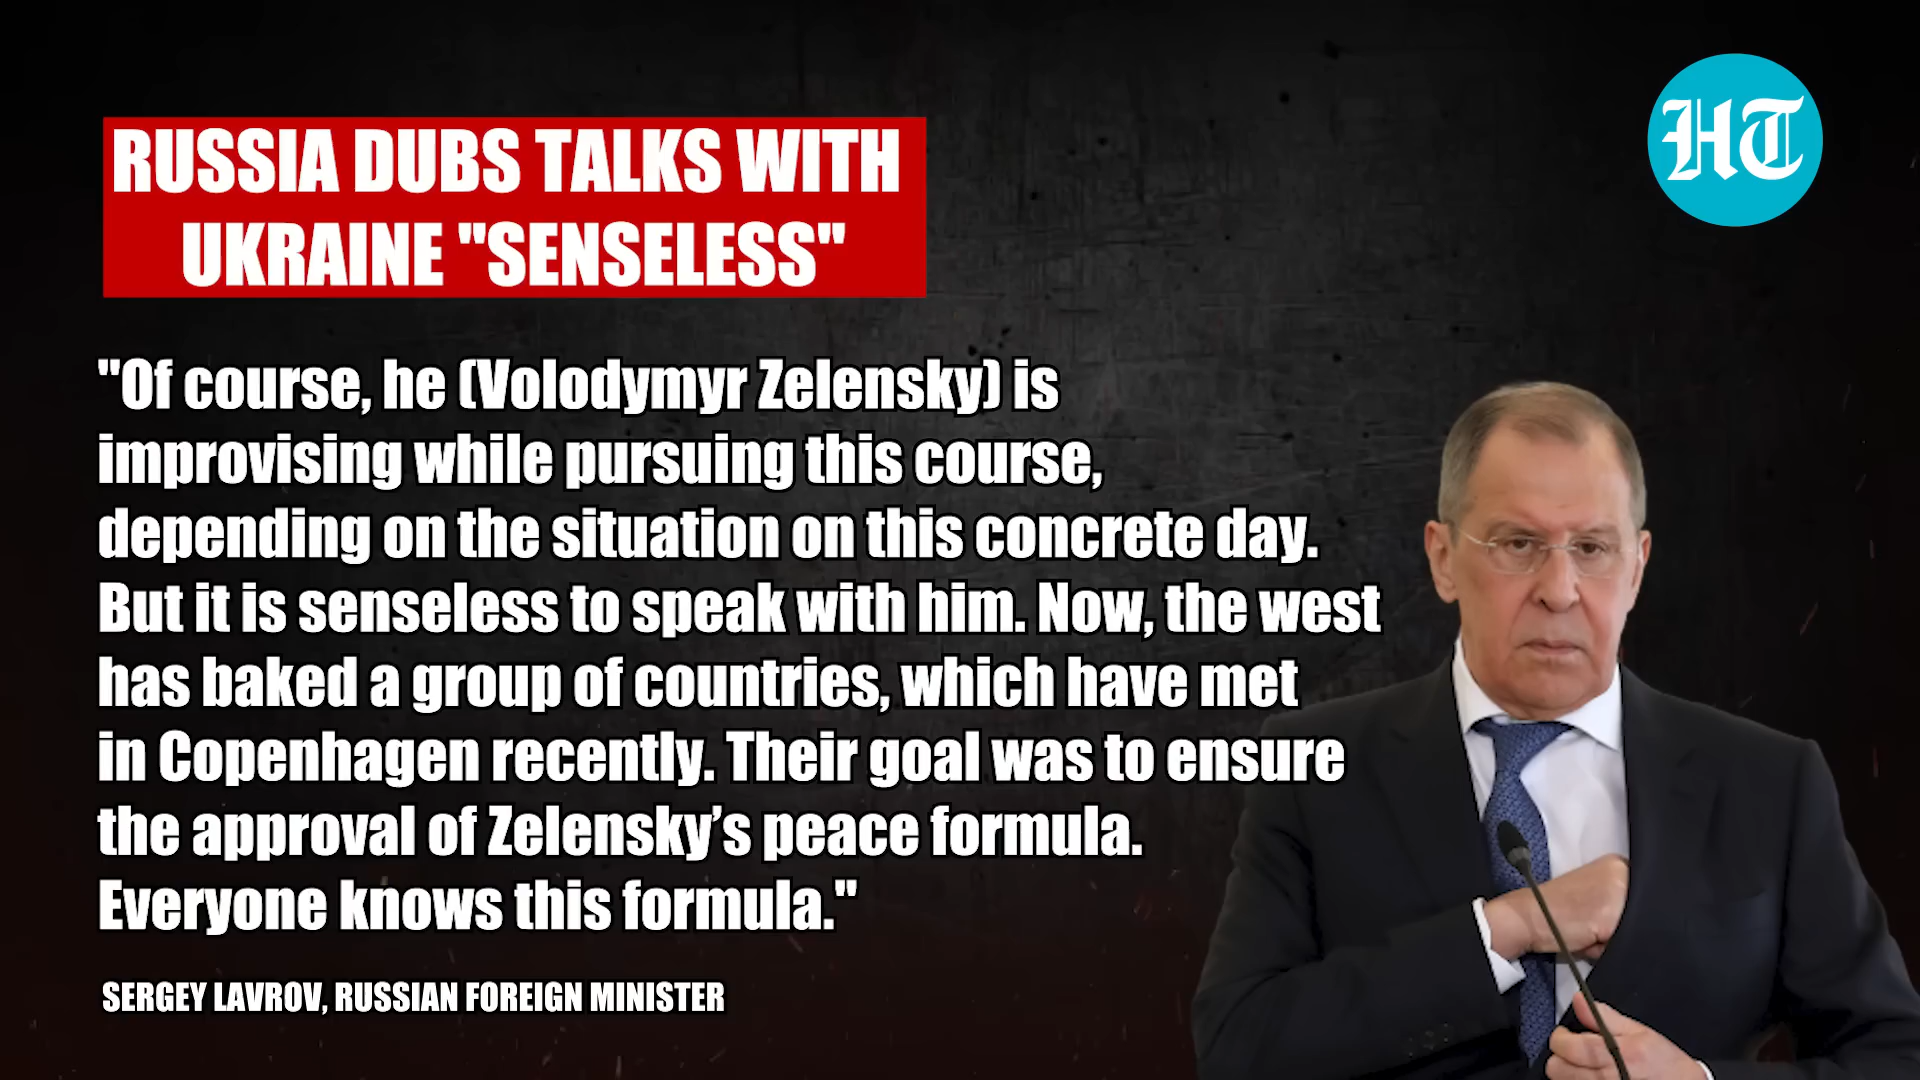 HT
RUSSIA DUBS TALKS WITH
UKRAINE "SENSELESS"
"Of course, he (Volodymyr Zelensky) is
improvising while pursuing this course,
depending on the situation on this concrete day.
But it is senseless to speak with him. Now, the west
has baked a group of countries, which have met
in Copenhagen recently. Their goal was to ensure
the approval of Zelensky’s peace formula.
Everyone knows this formula."
SERGEY LAVROV, RUSSIAN FOREIGN MINISTER